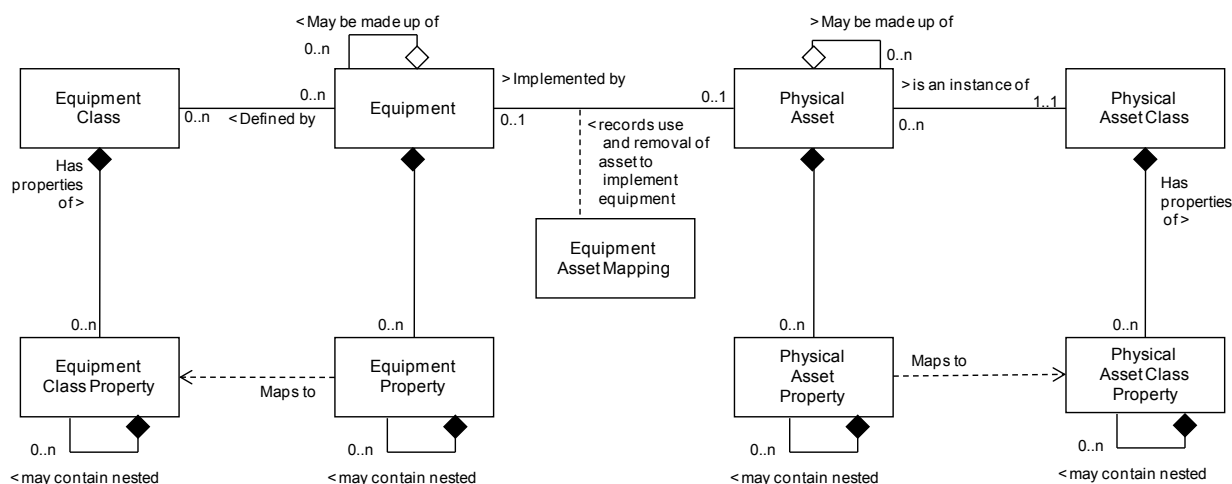 < May be made up of
0..n
> May be made up of
0..n
Equipment
Class
0..n
< Defined by
0..n
Equipment
> Implemented by
0..1
0..1
Physical
Asset
> is an instance of
0..n
1..1
Physical
Asset Class
< records use
and removal of
asset to
implement
equipment
Has
properties
of >
Has
properties
of >
Equipment
Asset Mapping
0..n
0..n
0..n
0..n
Equipment
Class Property
Maps to
Equipment
Property
Physical
Asset
Property
Maps to
Physical
Asset Class
Property
0..n
0..n
0..n
0..n
< may contain nested
< may contain nested
< may contain nested
< may contain nested